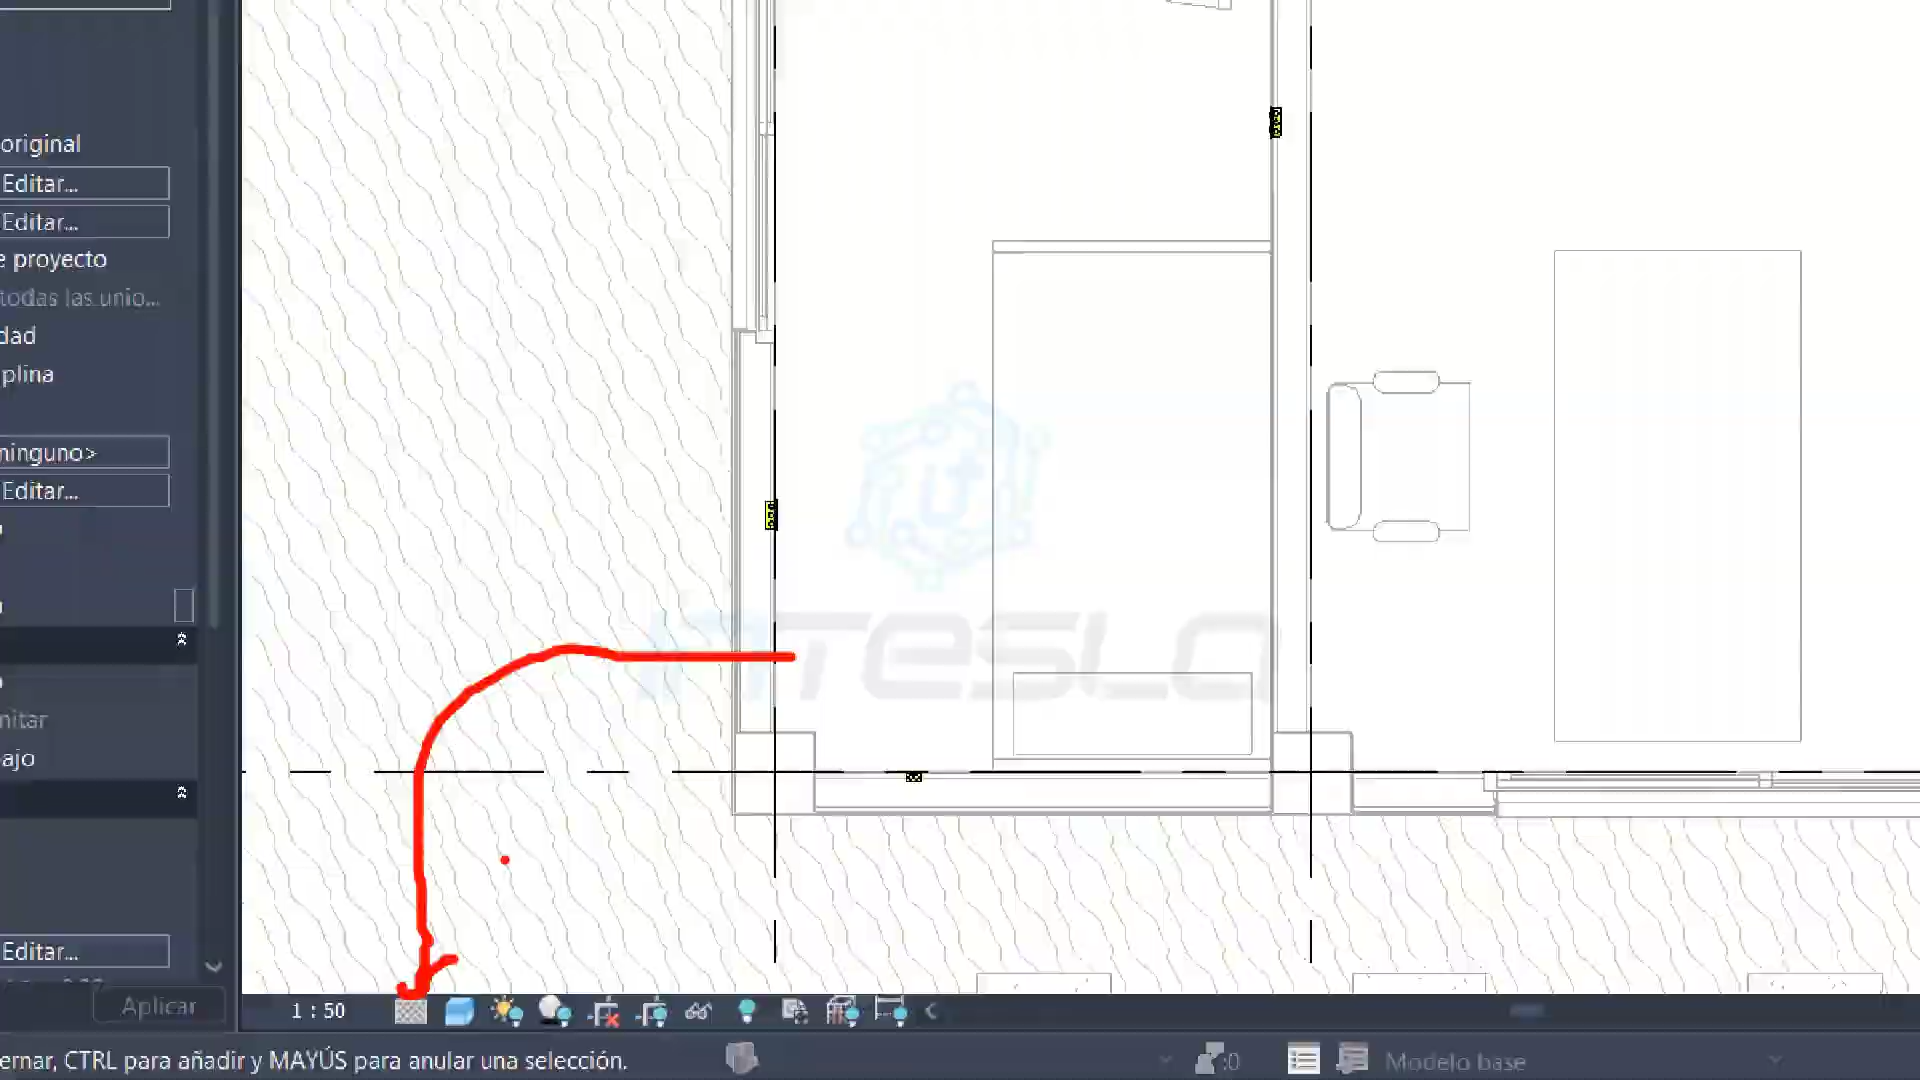 original
Editar...
Editar...
e proyecto
todas las unio...
dad
plina
ninguno>
Editar...
nitar
ajo
Editar...
Aplicar
1 : 50
ernar, CTRL para añadir y MAYÚS para anular una selección.
:0
Modelo base
INTESLA